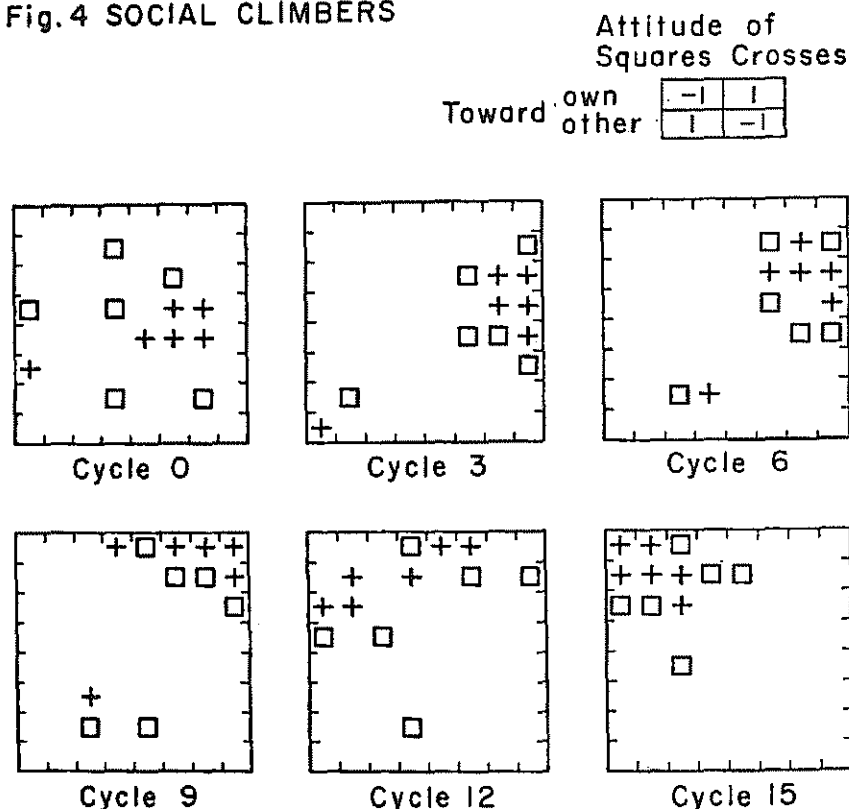 Fig. 4 SOCIAL CLIMBERS
Attitude of
Squares Crosses
Toward own -1 1
other 1 -1
Cycle 0 Cycle 3 Cycle 6
Cycle 9 Cycle 12 Cycle 15